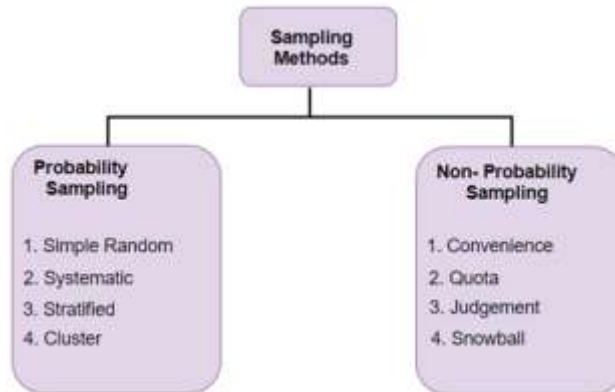 Sampling
Methods
Probability
Sampling
1. Simple Random
2. Systematic
3. Stratified
4. Cluster
Non- Probability
Sampling
1. Convenience
2. Quota
3. Judgement
4. Snowball